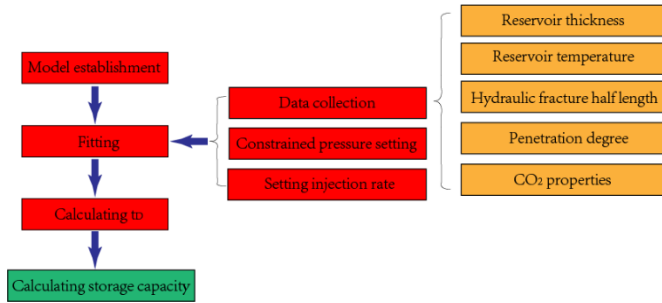 Model establishment
Fitting
Calculating to
Calculating storage capacity
Data collection
Constrained pressure setting
Setting injection rate
Reservoir thickness
Reservoir temperature
Hydraulic fracture half length
Penetration degree
CO₂ properties